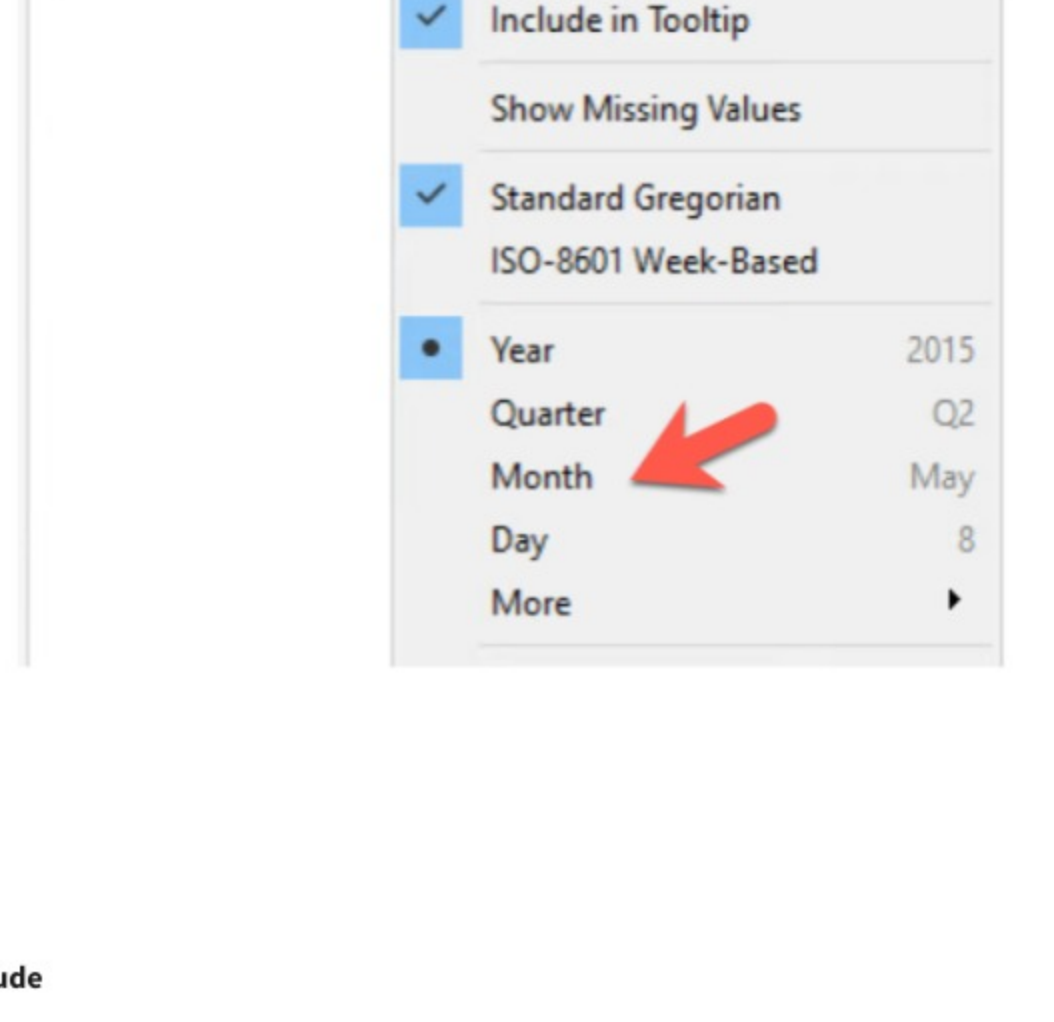 Include in Tooltip
Show Missing Values
Standard Gregorian
ISO-8601 Week-Based
Year 2015
Quarter Q2
Month May
Day 8
More
ude